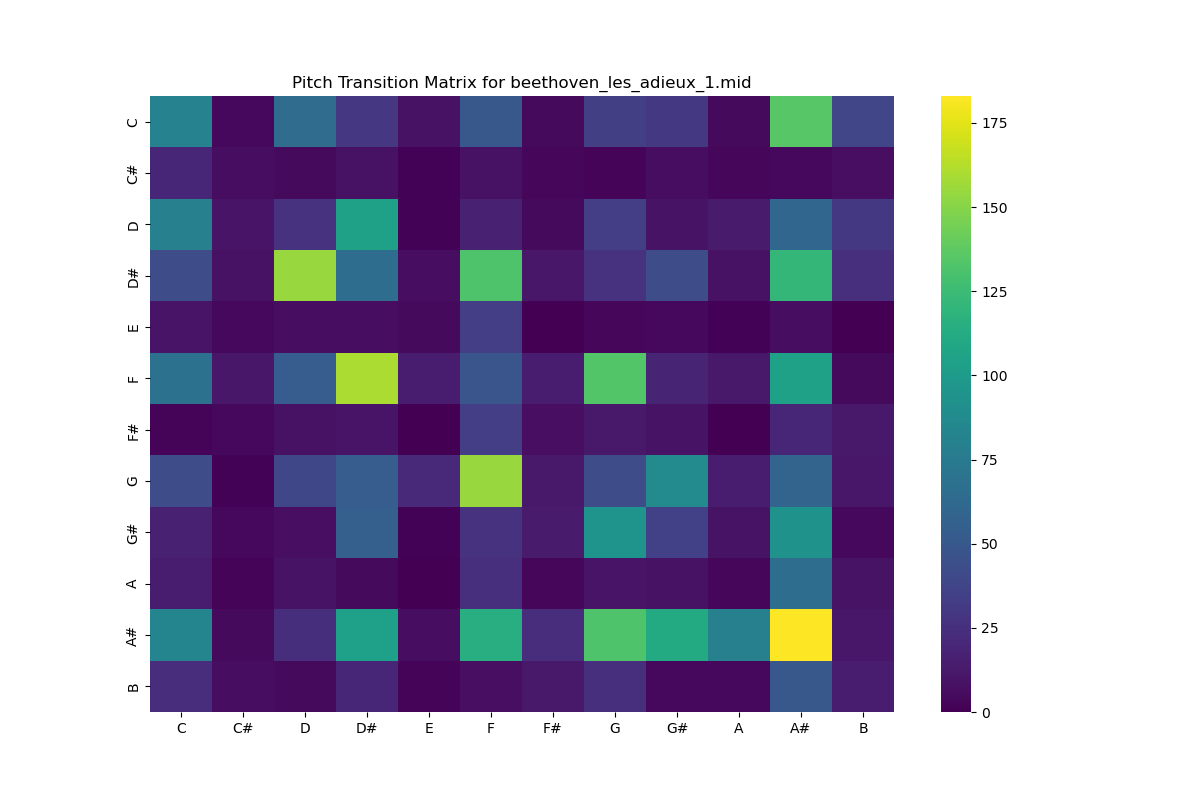 Pitch Transition Matrix for beethoven_les_adieux_1.mid
C
C#
D
D#
E
F
F#
G
G#
A
A#
B
C C# D D# E F F# G G# A A# B
175
150
125
100
75
50
25
0